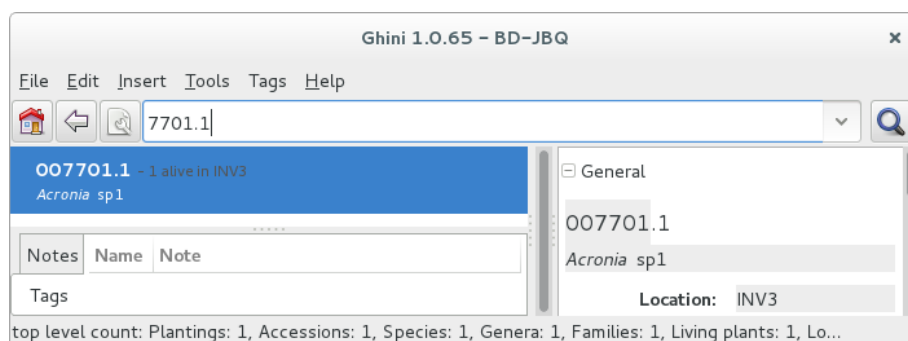 Ghini 1.0.65 – BD-JBQ
File Edit Insert Tools Tags Help
7701.1
007701.1 - 1 alive in INV3
Acronia sp1
Notes Name Note
Tags
General
007701.1
Acronia sp1
Location: INV3
top level count: Plantings: 1, Accessions: 1, Species: 1, Genera: 1, Families: 1, Living plants: 1, Lo...